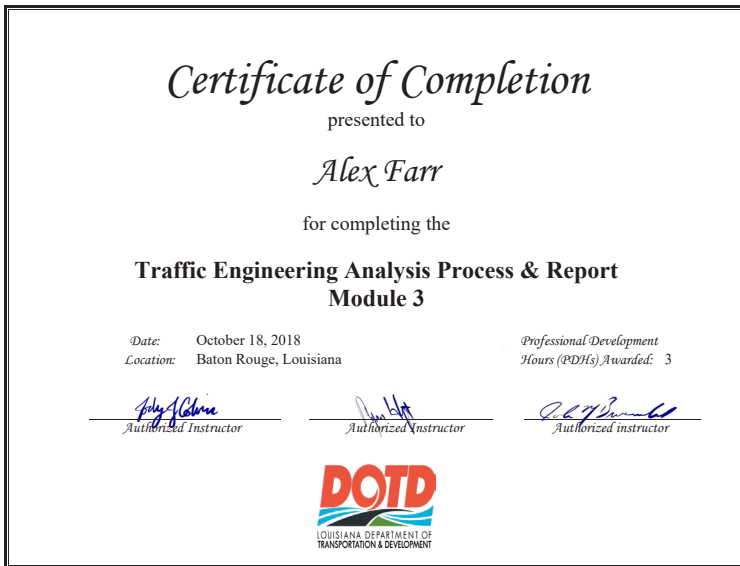 Certificate of Completion
presented to
Alex Farr
for completing the
Traffic Engineering Analysis Process & Report
Module 3
Date: October 18, 2018
Location: Baton Rouge, Louisiana
Professional Development
Hours (PDHs) Awarded: 3
Authorized Instructor
Authorized Instructor
Authorized instructor
DOTD
LOUISIANA DEPARTMENT OF
TRANSPORTATION & DEVELOPMENT